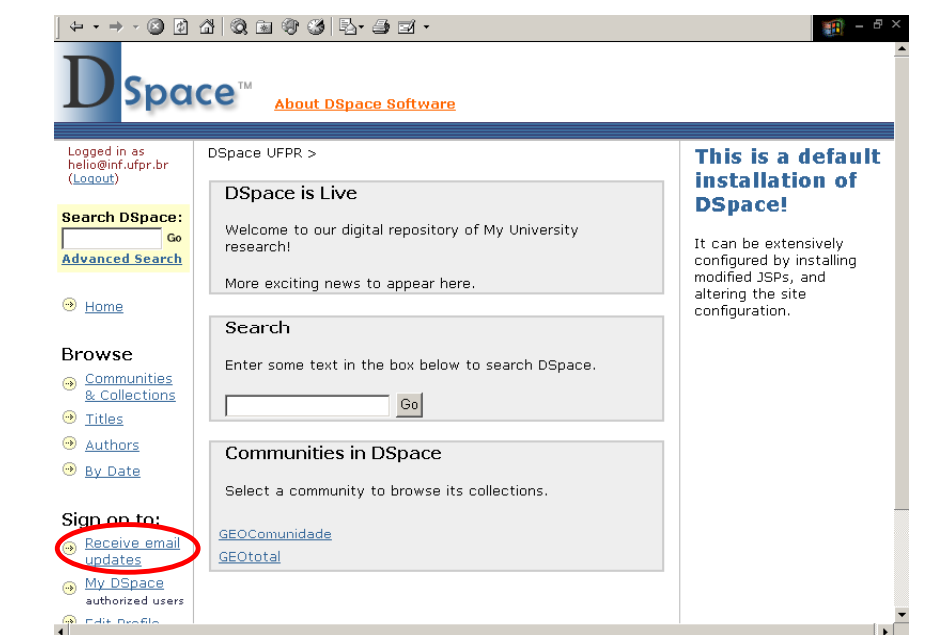 DSpace™
About DSpace Software
Logged in as
helio@inf.ufpr.br
(Logout)
Search DSpace:
Go
Advanced Search
Home
Browse
Communities
& Collections
Titles
Authors
By Date
Sign on to:
Receive email
updates
My DSpace
authorized users
Edit Profile
DSpace UFPR >
DSpace is Live
Welcome to our digital repository of My University
research!
More exciting news to appear here.
Search
Enter some text in the box below to search DSpace.
Go
Communities in DSpace
Select a community to browse its collections.
GEOComunidade
GEOtotal
This is a default
installation of
DSpace!
It can be extensively
configured by installing
modified JSPs, and
altering the site
configuration.